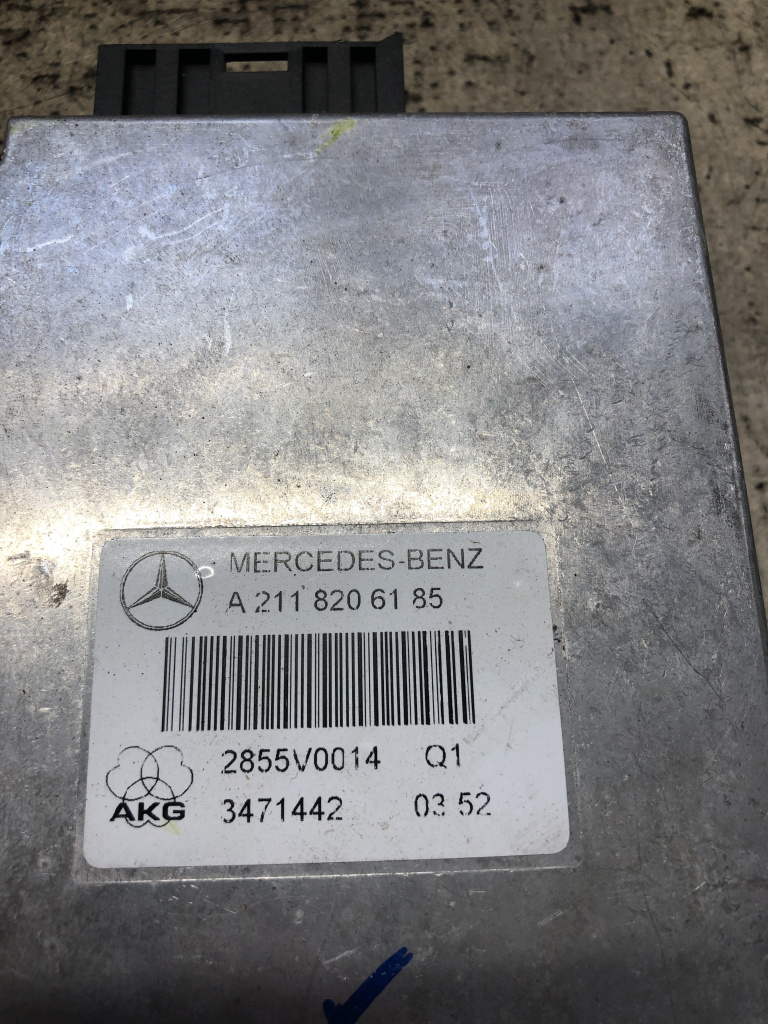 MERCEDES-BENZ
A 211 820 61 85
2855V0014 Q1
AKG 3471442 03 52